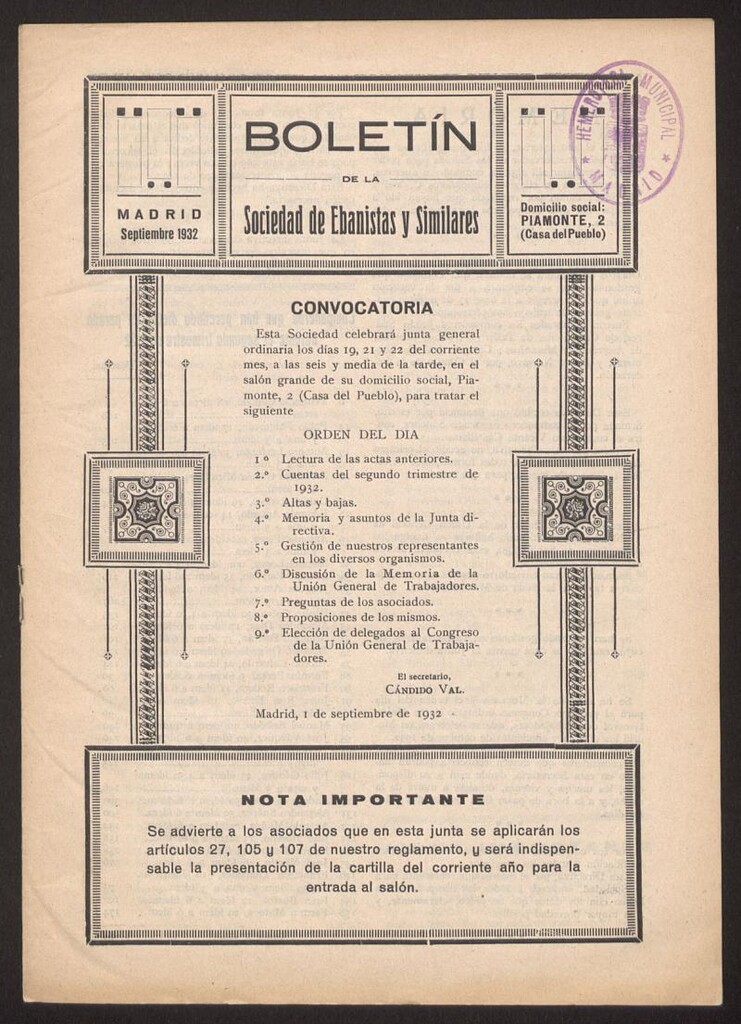 BOLETÍN
DE LA
Sociedad de Ebanistas y Similares
MADRID
Septiembre 1932
Domicilio social:
PIAMONTE, 2
(Casa del Pueblo)
HEMEROTECA MUNICIPAL
* MADRID *
CONVOCATORIA
Esta Sociedad celebrará junta general
ordinaria los días 19, 21 y 22 del corriente
mes, a las seis y media de la tarde, en el
salón grande de su domicilio social, Pia-
monte, 2 (Casa del Pueblo), para tratar el
siguiente
ORDEN DEL DIA
1º Lectura de las actas anteriores.
2.º Cuentas del segundo trimestre de
1932.
3.º Altas y bajas.
4.º Memoria y asuntos de la Junta di-
rectiva.
5.º Gestión de nuestros representantes
en los diversos organismos.
6.º Discusión de la Memoria de la
Unión General de Trabajadores.
7.º Preguntas de los asociados.
8.º Proposiciones de los mismos.
9.º Elección de delegados al Congreso
de la Unión General de Trabaja-
dores.
El secretario,
CÁNDIDO VAL.
Madrid, 1 de septiembre de 1932
NOTA IMPORTANTE
Se advierte a los asociados que en esta junta se aplicarán los
artículos 27, 105 y 107 de nuestro reglamento, y será indispen-
sable la presentación de la cartilla del corriente año para la
entrada al salón.